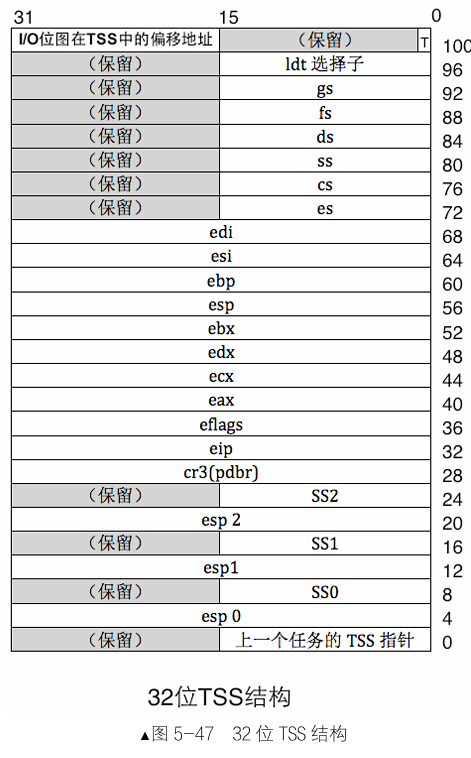 31 15 0
I/O位图在TSS中的偏移地址 （保留） T 100
（保留） ldt 选择子 96
（保留） gs 92
（保留） fs 88
（保留） ds 84
（保留） ss 80
（保留） cs 76
（保留） es 72
edi 68
esi 64
ebp 60
esp 56
ebx 52
edx 48
ecx 44
eax 40
eflags 36
eip 32
cr3(pdbr) 28
（保留） SS2 24
esp 2 20
（保留） SS1 16
esp1 12
（保留） SS0 8
esp 0 4
（保留） 上一个任务的 TSS 指针 0
32位TSS结构
▲图 5-47 32 位 TSS 结构